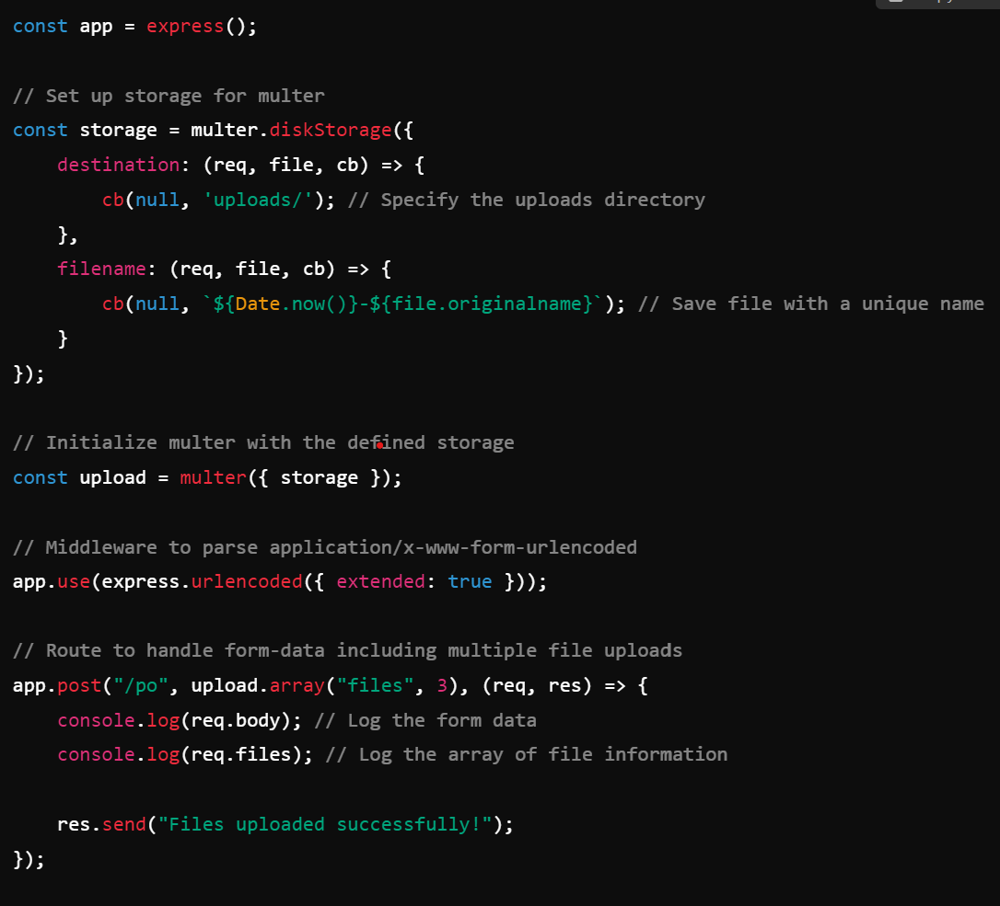 const app = express();
// Set up storage for multer
const storage = multer.diskStorage({
    destination: (req, file, cb) => {
        cb(null, 'uploads/'); // Specify the uploads directory
    },
    filename: (req, file, cb) => {
        cb(null, `${Date.now()}-${file.originalname}`); // Save file with a unique name
    }
});
// Initialize multer with the defined storage
const upload = multer({ storage });
// Middleware to parse application/x-www-form-urlencoded
app.use(express.urlencoded({ extended: true }));
// Route to handle form-data including multiple file uploads
app.post("/po", upload.array("files", 3), (req, res) => {
    console.log(req.body); // Log the form data
    console.log(req.files); // Log the array of file information
    res.send("Files uploaded successfully!");
});